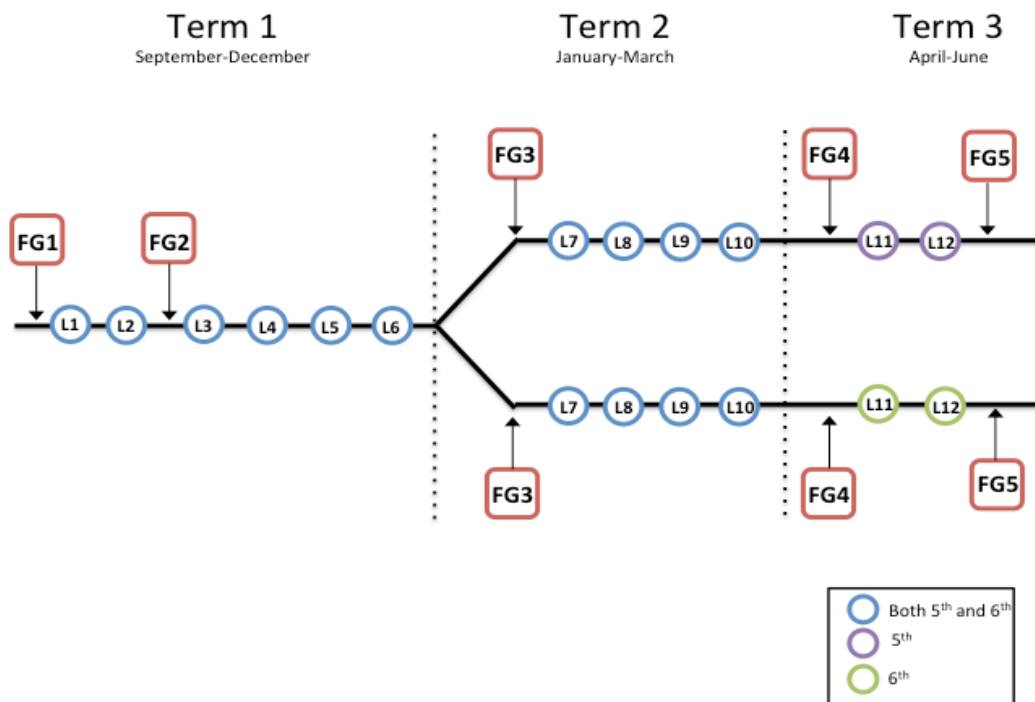 Term 1
September-December
Term 2
January-March
Term 3
April-June
FG3
FG4
FG5
FG1
FG2
L7
L8
L9
L10
L11
L12
L1
L2
L3
L4
L5
L6
L7
L8
L9
L10
L11
L12
FG3
FG4
FG5
Both 5th and 6th
5th
6th